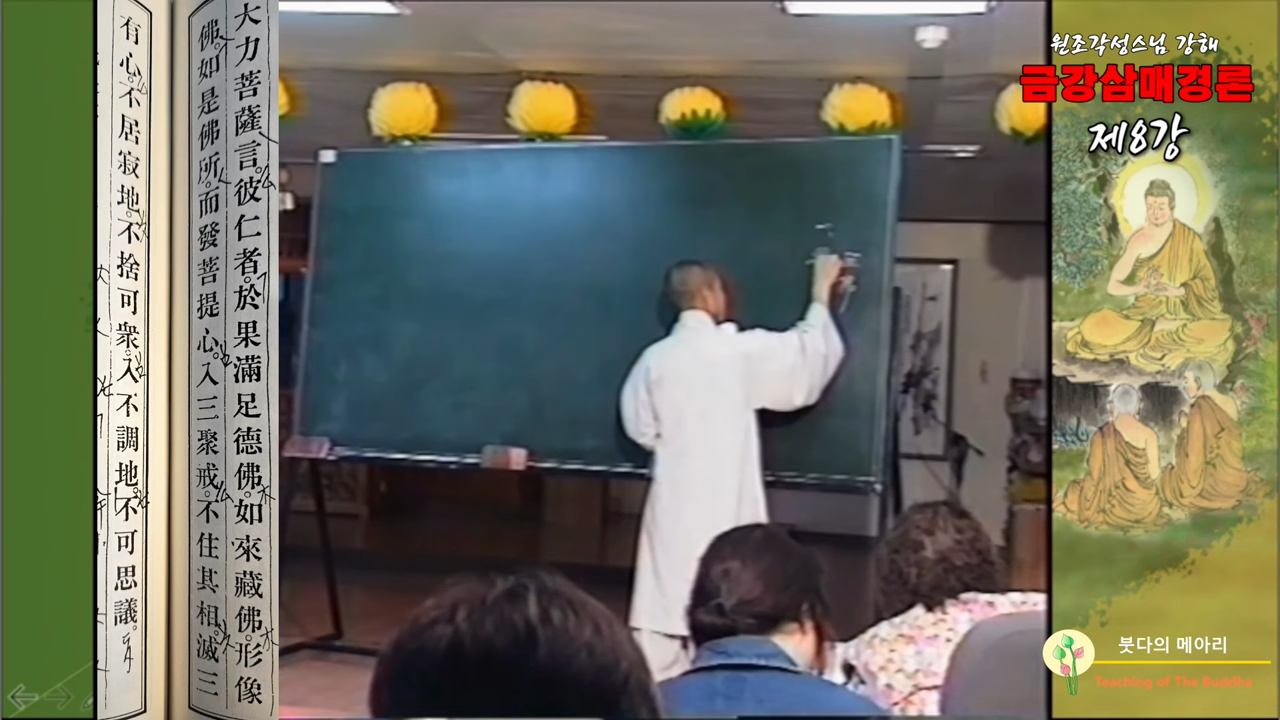 大力菩薩言。彼仁者。於果滿足德佛。如來藏佛。形像
佛。如是佛所。而發菩提心。入三聚戒。不住其相。滅三
有心。不居寂地。不捨可衆。入不調地。不可思議。
원조각성스님 강해
금강삼매경론
제8강
붓다의 메아리
Teaching of The Buddha